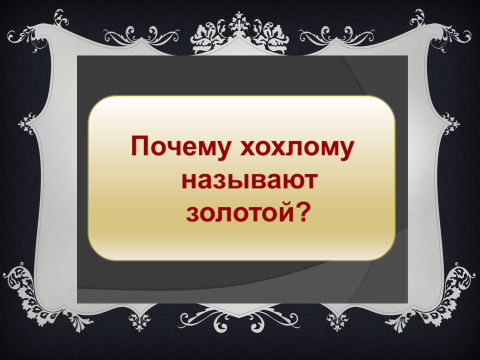 Почему хохлому
называют
золотой?